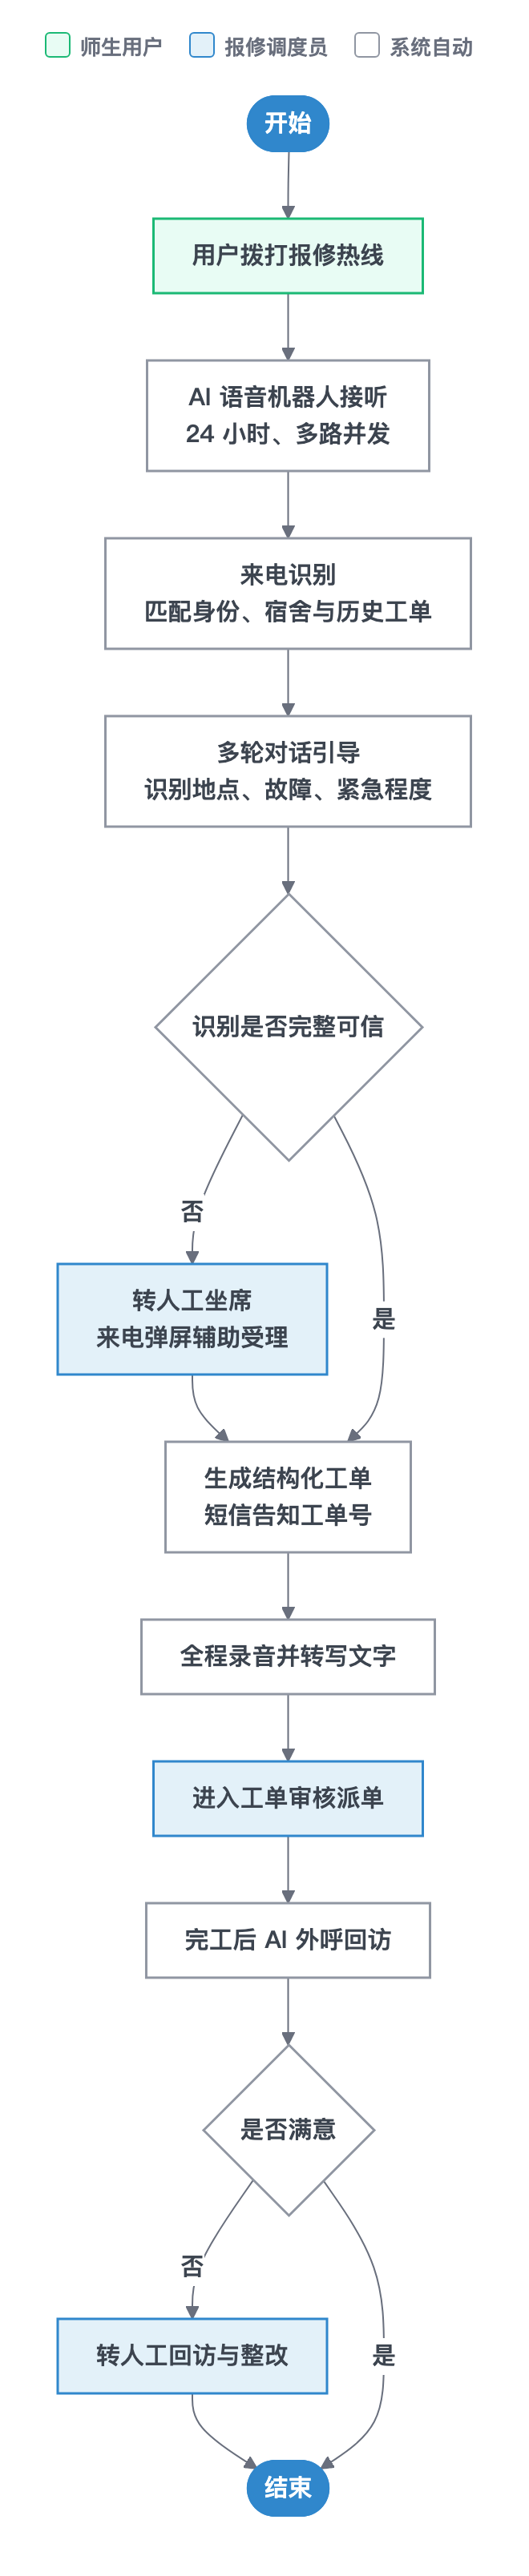 师生用户
报修调度员
系统自动
开始
用户拨打报修热线
AI 语音机器人接听
24 小时、多路并发
来电识别
匹配身份、宿舍与历史工单
多轮对话引导
识别地点、故障、紧急程度
识别是否完整可信
否
转人工坐席
来电弹屏辅助受理
是
生成结构化工单
短信告知工单号
全程录音并转写文字
进入工单审核派单
完工后 AI 外呼回访
是否满意
否
转人工回访与整改
是
结束